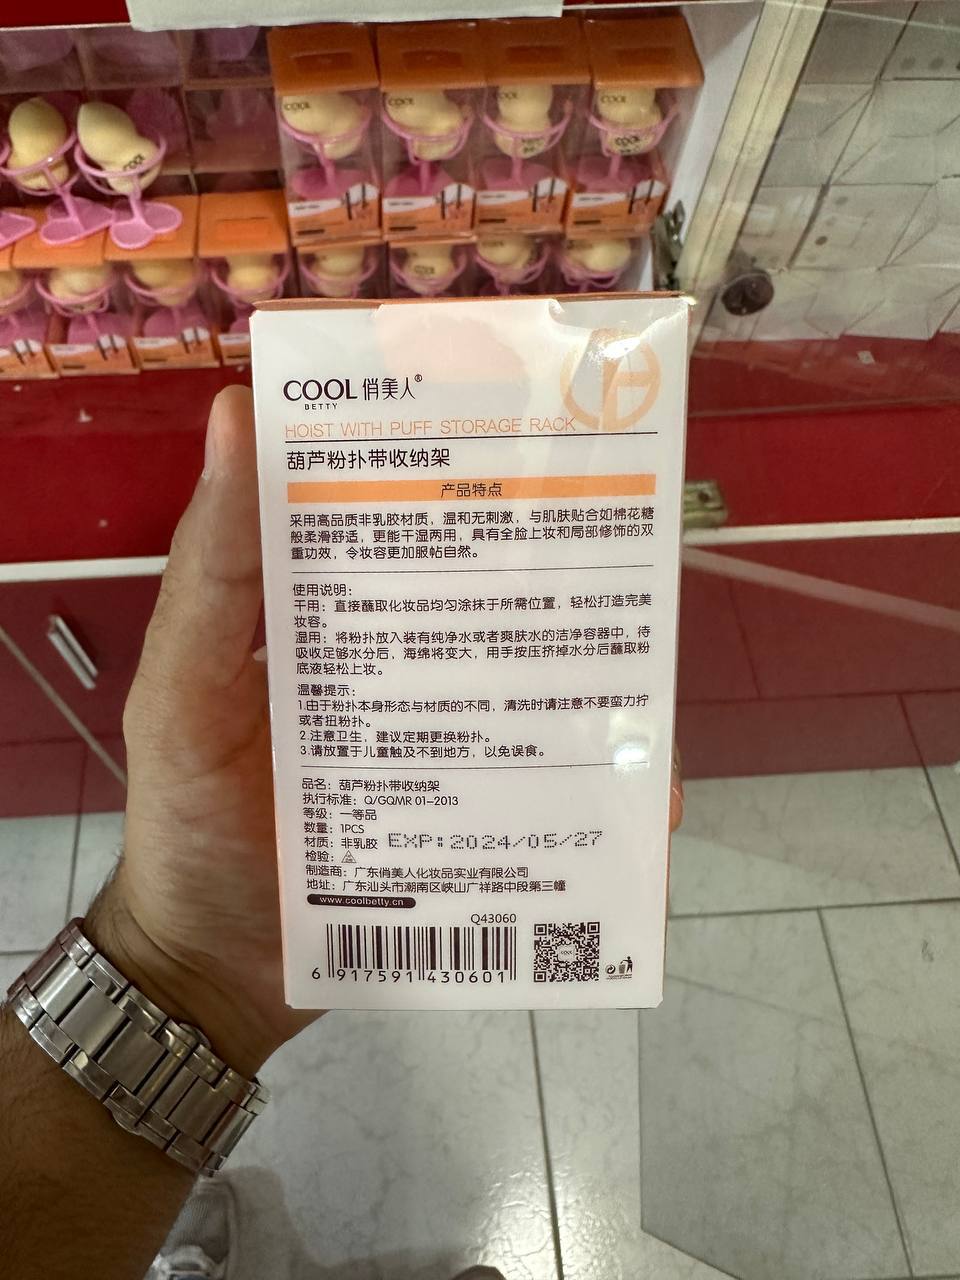 COOL
COOL
COOL
COOL
COOL
COOL
COOL
COOL
COOL 俏美人®
BETTY
HOIST WITH PUFF STORAGE RACK
葫芦粉扑带收纳架
产品特点
采用高品质非乳胶材质，温和无刺激，与肌肤贴合如棉花糖
般柔滑舒适，更能干湿两用，具有全脸上妆和局部修饰的双
重功效，令妆容更加服帖自然。
使用说明：
干用：直接蘸取化妆品均匀涂抹于所需位置，轻松打造完美
妆容。
湿用：将粉扑放入装有纯净水或者爽肤水的洁净容器中，待
吸收足够水分后，海绵将变大，用手按压挤掉水分后蘸取粉
底液轻松上妆。
温馨提示：
1.由于粉扑本身形态与材质的不同，清洗时请注意不要蛮力拧
或者扭粉扑。
2.注意卫生，建议定期更换粉扑。
3.请放置于儿童触及不到地方，以免误食。
品名：葫芦粉扑带收纳架
执行标准：Q/GQMR 01-2013
等级：一等品
数量：1PCS
材质：非乳胶 EXP:2024/05/27
检验：
制造商：广东俏美人化妆品实业有限公司
地址：广东汕头市潮南区峡山广祥路中段第三幢
www.coolbetty.cn
Q43060
6 917591 430601